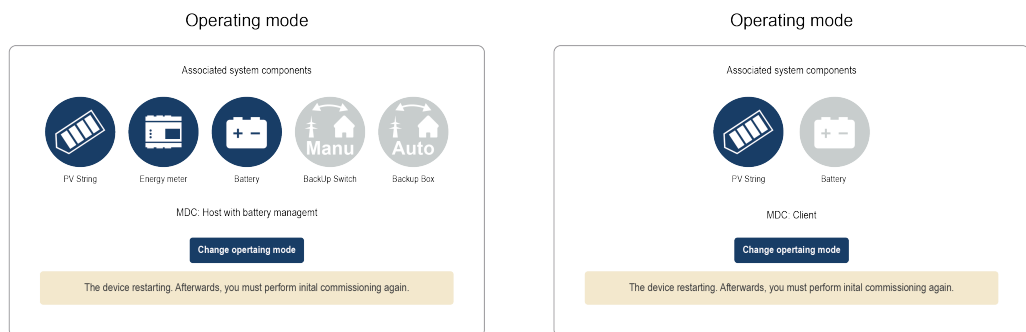 Operating mode
Associated system components
Manu
Auto
PV String
Energy meter
Battery
BackUp Switch
Backup Box
MDC: Host with battery managemt
Change opertaing mode
The device restarting. Afterwards, you must perform inital commissioning again.
Operating mode
Associated system components
PV String
Battery
MDC: Client
Change opertaing mode
The device restarting. Afterwards, you must perform inital commissioning again.